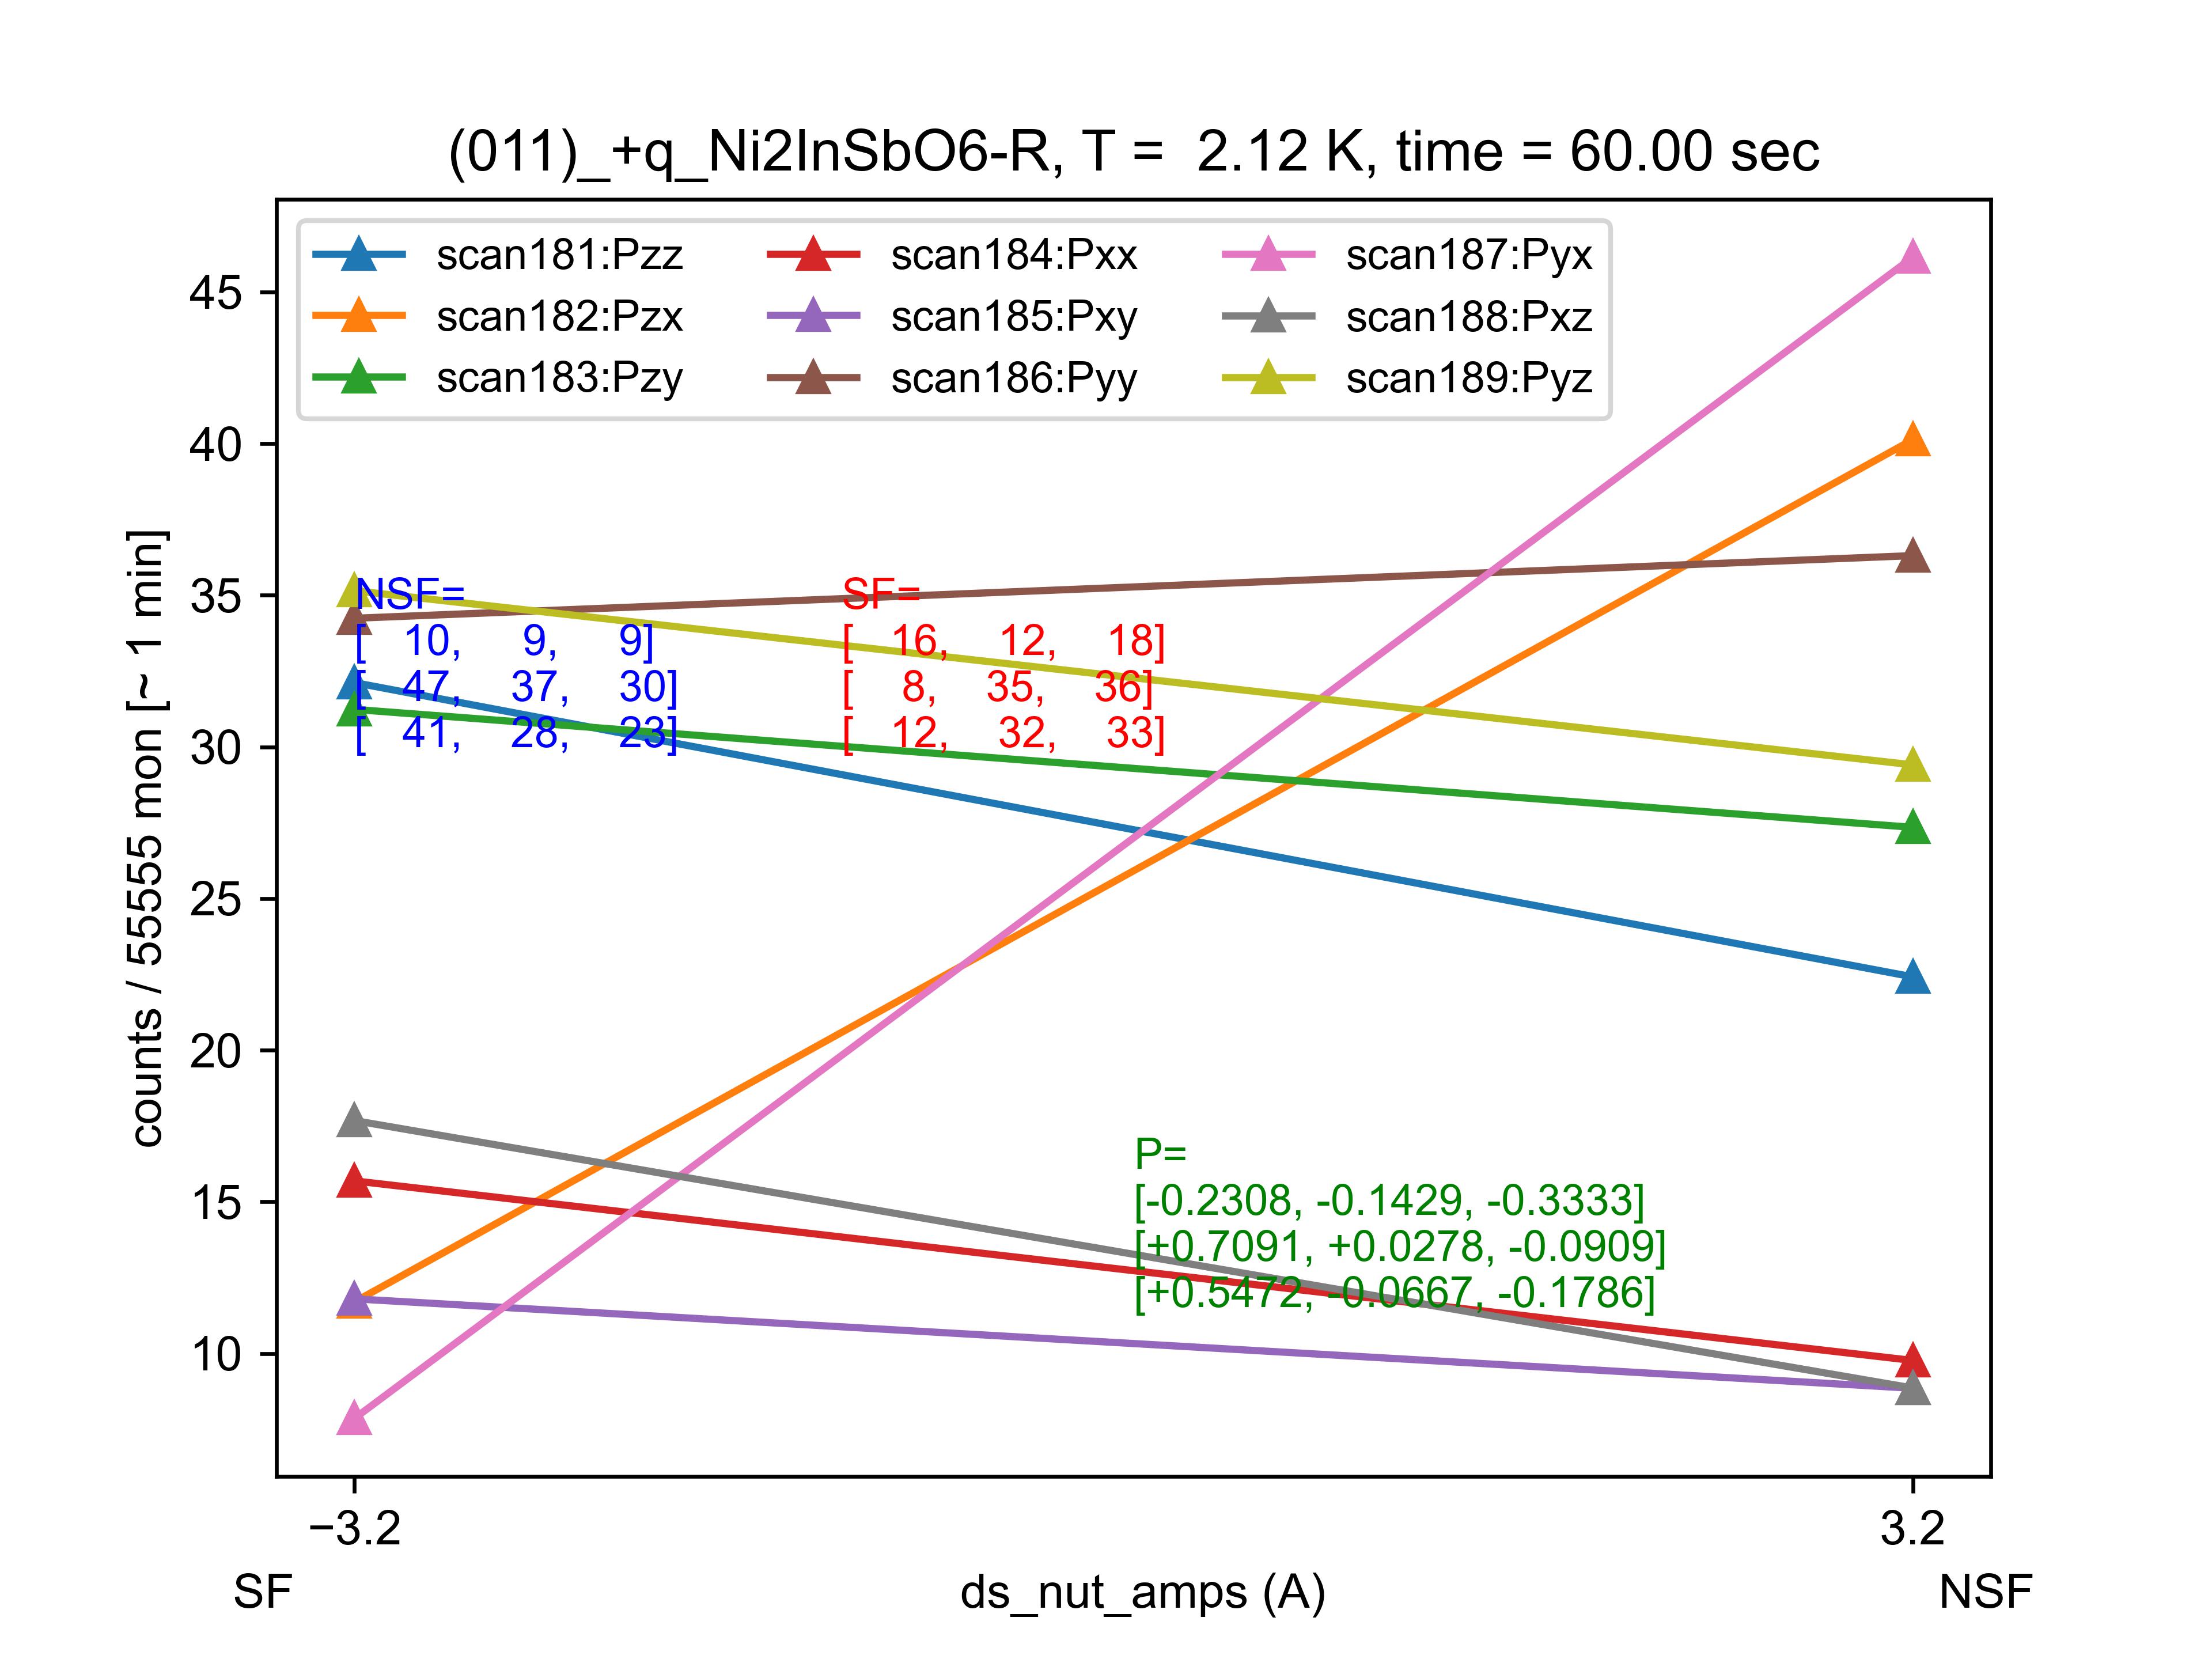 (011)_+q_Ni2InSbO6-R, T =  2.12 K, time = 60.00 sec
scan181:Pzz
scan182:Pzx
scan183:Pzy
scan184:Pxx
scan185:Pxy
scan186:Pyy
scan187:Pyx
scan188:Pxz
scan189:Pyz
counts / 55555 mon [~ 1 min]
45
40
35
30
25
20
15
10
NSF=
[   10,     9,     9]
[   47,    37,    30]
[   41,    28,    23]
SF=
[   16,    12,    18]
[    8,    35,    36]
[   12,    32,    33]
P=
[-0.2308, -0.1429, -0.3333]
[+0.7091, +0.0278, -0.0909]
[+0.5472, -0.0667, -0.1786]
−3.2
3.2
SF
ds_nut_amps (A)
NSF